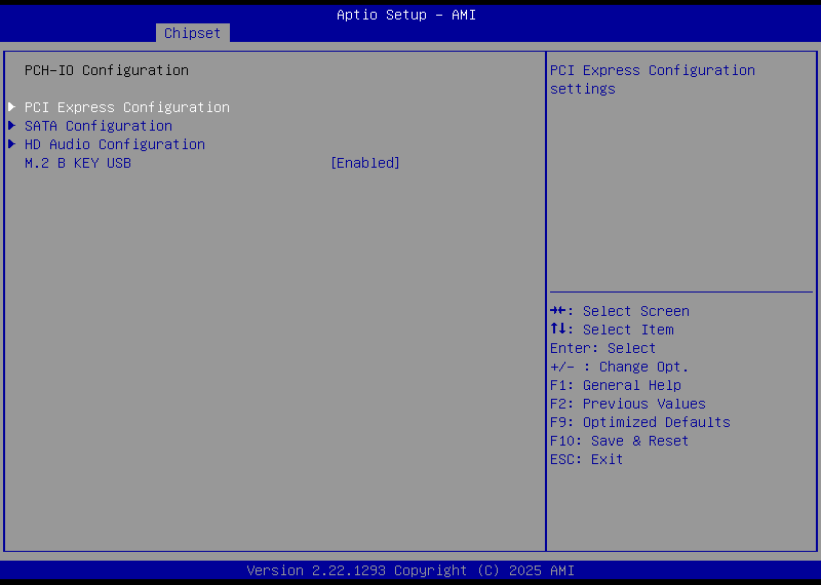 Aptio Setup - AMI
Chipset
PCH-IO Configuration
PCI Express Configuration
SATA Configuration
HD Audio Configuration
M.2 B KEY USB [Enabled]
PCI Express Configuration
settings
→←: Select Screen
↑↓: Select Item
Enter: Select
+/- : Change Opt.
F1: General Help
F2: Previous Values
F9: Optimized Defaults
F10: Save & Reset
ESC: Exit
Version 2.22.1293 Copyright (C) 2025 AMI